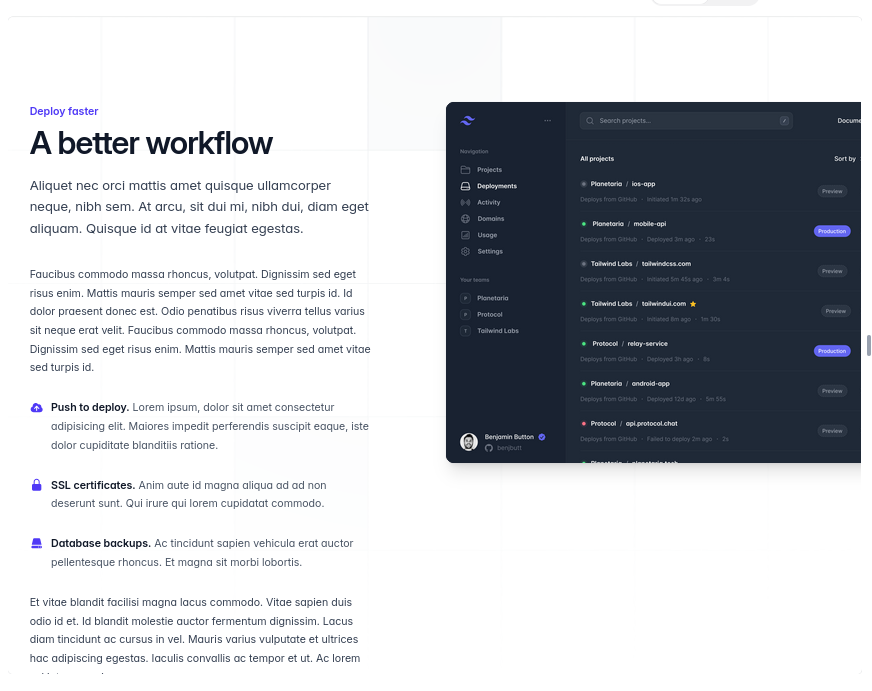 Deploy faster
A better workflow
Aliquet nec orci mattis amet quisque ullamcorper
neque, nibh sem. At arcu, sit dui mi, nibh dui, diam eget
aliquam. Quisque id at vitae feugiat egestas.
Faucibus commodo massa rhoncus, volutpat. Dignissim sed eget
risus enim. Mattis mauris semper sed amet vitae sed turpis id. Id
dolor praesent donec est. Odio penatibus risus viverra tellus varius
sit neque erat velit. Faucibus commodo massa rhoncus, volutpat.
Dignissim sed eget risus enim. Mattis mauris semper sed amet vitae
sed turpis id.
Push to deploy. Lorem ipsum, dolor sit amet consectetur
adipisicing elit. Maiores impedit perferendis suscipit eaque, iste
dolor cupiditate blanditiis ratione.
SSL certificates. Anim aute id magna aliqua ad ad non
deserunt sunt. Qui irure qui lorem cupidatat commodo.
Database backups. Ac tincidunt sapien vehicula erat auctor
pellentesque rhoncus. Et magna sit morbi lobortis.
Et vitae blandit facilisi magna lacus commodo. Vitae sapien duis
odio id et. Id blandit molestie auctor fermentum dignissim. Lacus
diam tincidunt ac cursus in vel. Mauris varius vulputate et ultrices
hac adipiscing egestas. Iaculis convallis ac tempor et ut. Ac lorem
Navigation
Projects
Deployments
Activity
Domains
Usage
Settings
Your teams
P Planetaria
P Protocol
T Tailwind Labs
Benjamin Button
benjbutt
Search projects... /
Docume
All projects
Sort by
Planetaria / ios-app
Deploys from GitHub · Initiated 1m 32s ago
Preview
Planetaria / mobile-api
Deploys from GitHub · Deployed 3m ago · 23s
Production
Tailwind Labs / tailwindcss.com
Deploys from GitHub · Initiated 5m 45s ago · 3m 4s
Preview
Tailwind Labs / tailwindui.com ⭐
Deploys from GitHub · Initiated 8m ago · 1m 30s
Preview
Protocol / relay-service
Deploys from GitHub · Deployed 3h ago · 8s
Production
Planetaria / android-app
Deploys from GitHub · Deployed 12d ago · 5m 55s
Preview
Protocol / api.protocol.chat
Deploys from GitHub · Failed to deploy 2m ago · 2s
Preview